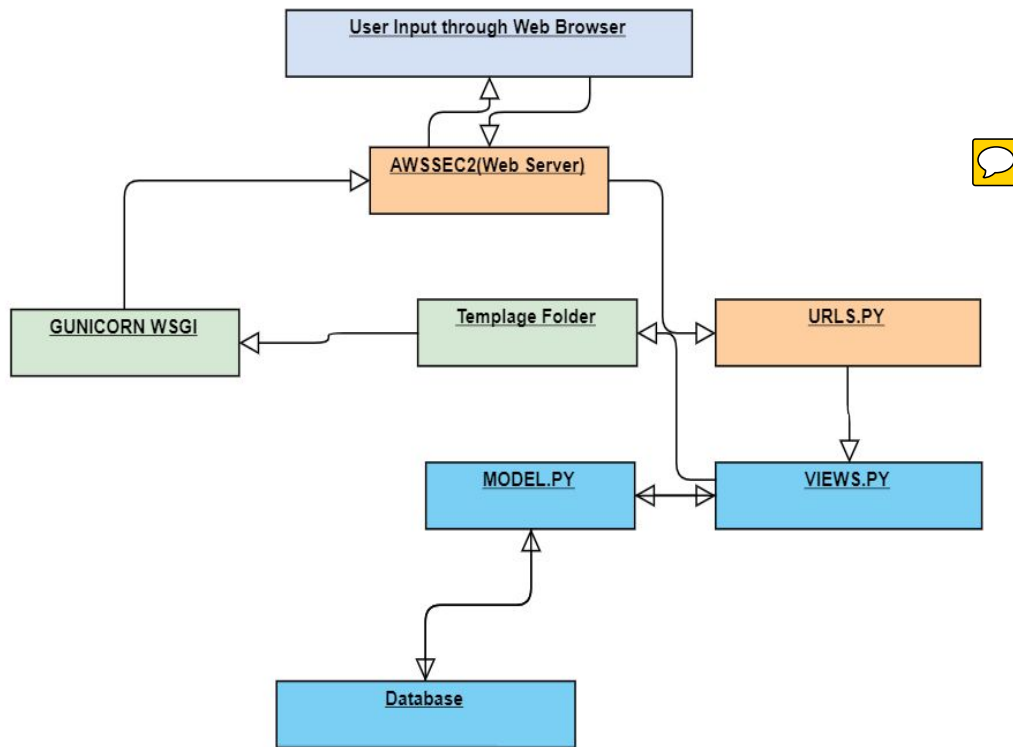 User Input through Web Browser
AWSSEC2(Web Server)
GUNICORN WSGI
Templage Folder
URLS.PY
MODEL.PY
VIEWS.PY
Database